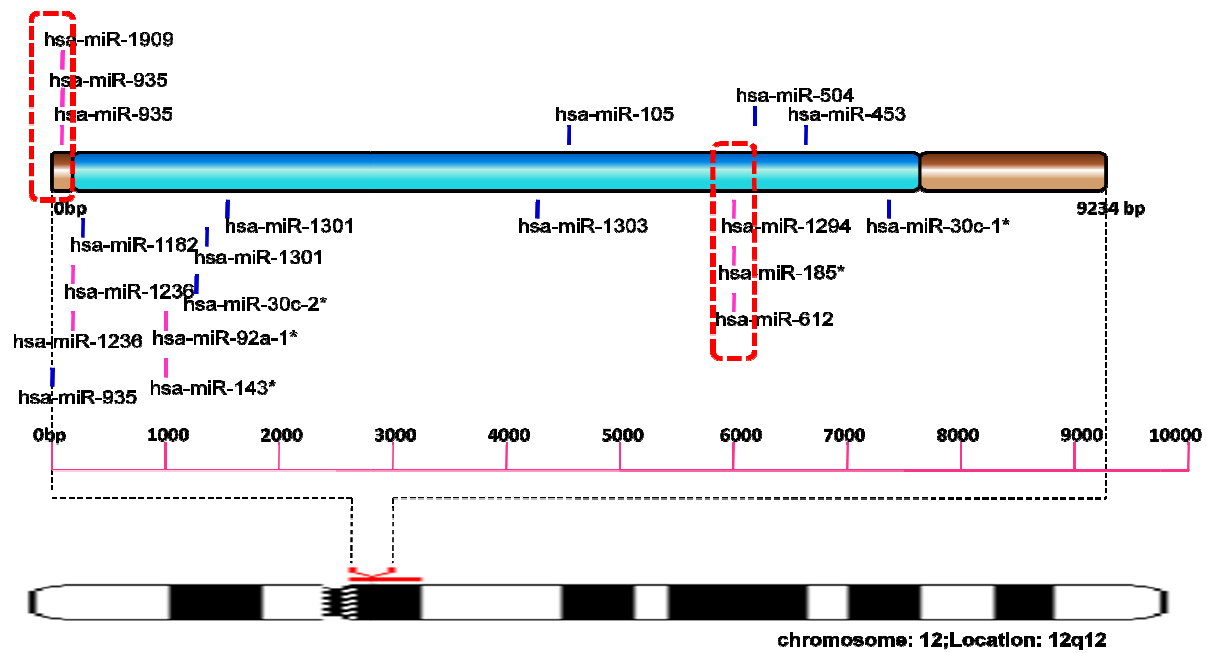 hsa-miR-1909
hsa-miR-935
hsa-miR-935
hsa-miR-105
hsa-miR-504
hsa-miR-453
0bp
9234 bp
hsa-miR-1182
hsa-miR-1301
hsa-miR-1303
hsa-miR-1294
hsa-miR-30c-1*
hsa-miR-1301
hsa-miR-185*
hsa-miR-1236
hsa-miR-30c-2*
hsa-miR-612
hsa-miR-1236
hsa-miR-92a-1*
hsa-miR-143*
hsa-miR-935
0bp 1000 2000 3000 4000 5000 6000 7000 8000 9000 10000
chromosome: 12;Location: 12q12